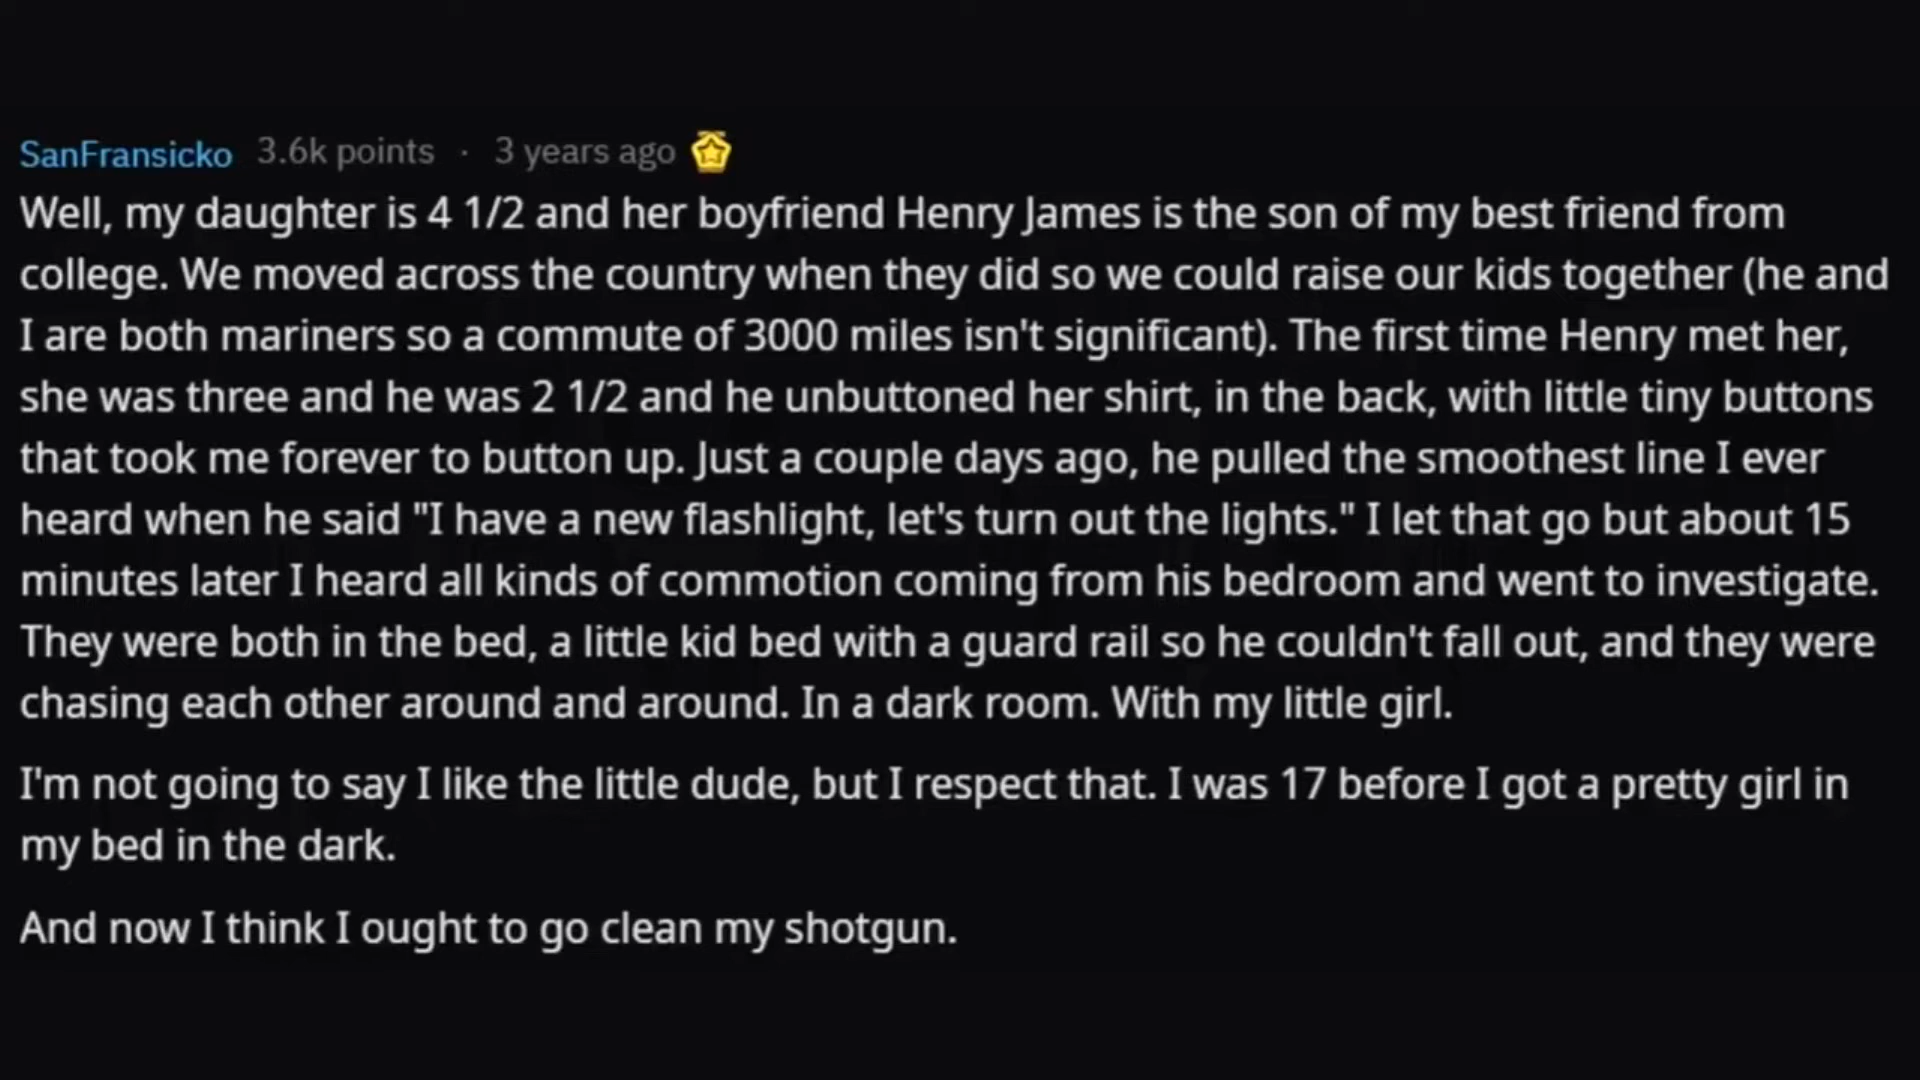 SanFransicko 3.6k points · 3 years ago
Well, my daughter is 4 1/2 and her boyfriend Henry James is the son of my best friend from
college. We moved across the country when they did so we could raise our kids together (he and
I are both mariners so a commute of 3000 miles isn't significant). The first time Henry met her,
she was three and he was 2 1/2 and he unbuttoned her shirt, in the back, with little tiny buttons
that took me forever to button up. Just a couple days ago, he pulled the smoothest line I ever
heard when he said "I have a new flashlight, let's turn out the lights." I let that go but about 15
minutes later I heard all kinds of commotion coming from his bedroom and went to investigate.
They were both in the bed, a little kid bed with a guard rail so he couldn't fall out, and they were
chasing each other around and around. In a dark room. With my little girl.
I'm not going to say I like the little dude, but I respect that. I was 17 before I got a pretty girl in
my bed in the dark.
And now I think I ought to go clean my shotgun.